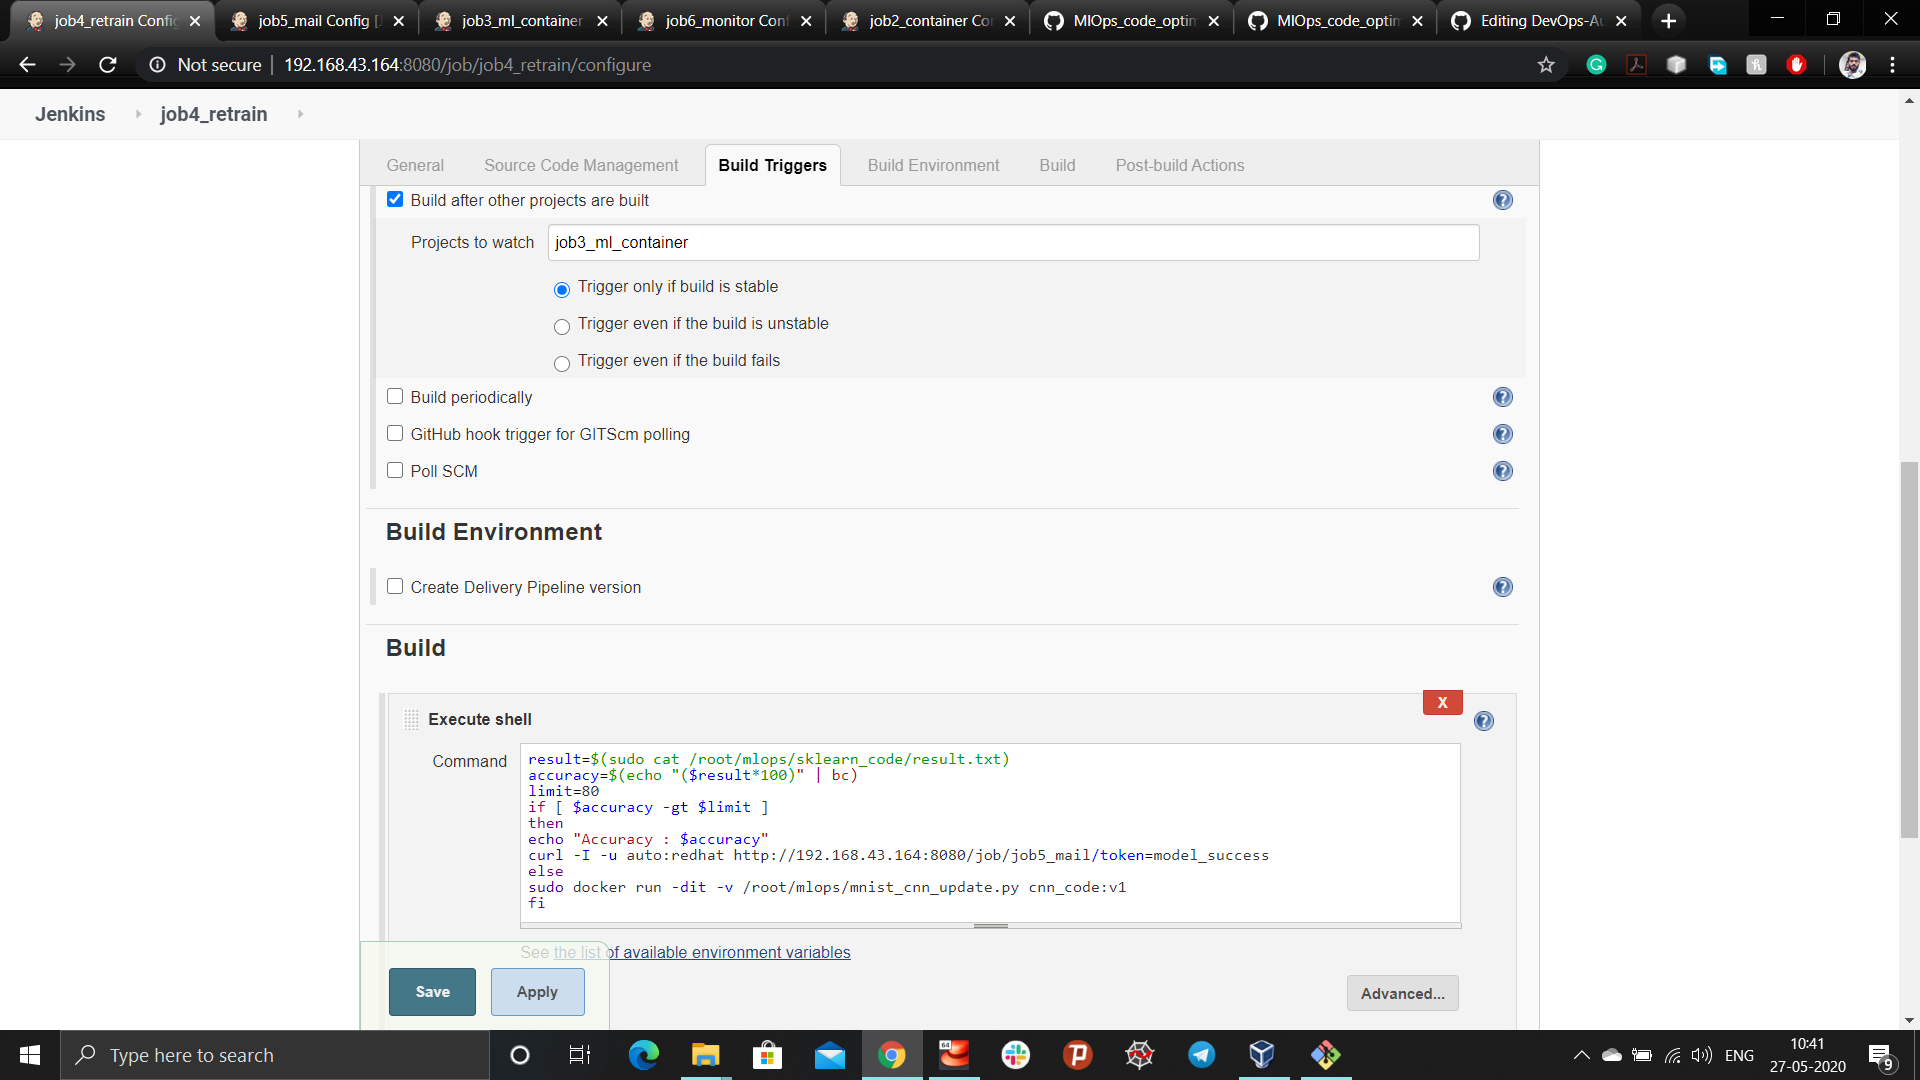 job4_retrain Config
job5_mail Config [J
job3_ml_container
job6_monitor Conf
job2_container Co
MlOps_code_optim
MlOps_code_optim
Editing DevOps-Au
Not secure | 192.168.43.164:8080/job/job4_retrain/configure
Jenkins
job4_retrain
General
Source Code Management
Build Triggers
Build Environment
Build
Post-build Actions
Build after other projects are built
Projects to watch
job3_ml_container
Trigger only if build is stable
Trigger even if the build is unstable
Trigger even if the build fails
Build periodically
GitHub hook trigger for GITScm polling
Poll SCM
Build Environment
Create Delivery Pipeline version
Build
X
Execute shell
Command
result=$(sudo cat /root/mlops/sklearn_code/result.txt)
accuracy=$(echo "($result*100)" | bc)
limit=80
if [ $accuracy -gt $limit ]
then
echo "Accuracy : $accuracy"
curl -I -u auto:redhat http://192.168.43.164:8080/job/job5_mail/token=model_success
else
sudo docker run -dit -v /root/mlops/mnist_cnn_update.py cnn_code:v1
fi
See the list of available environment variables
Save
Apply
Advanced...
Type here to search
64
ENG
10:41
27-05-2020
9